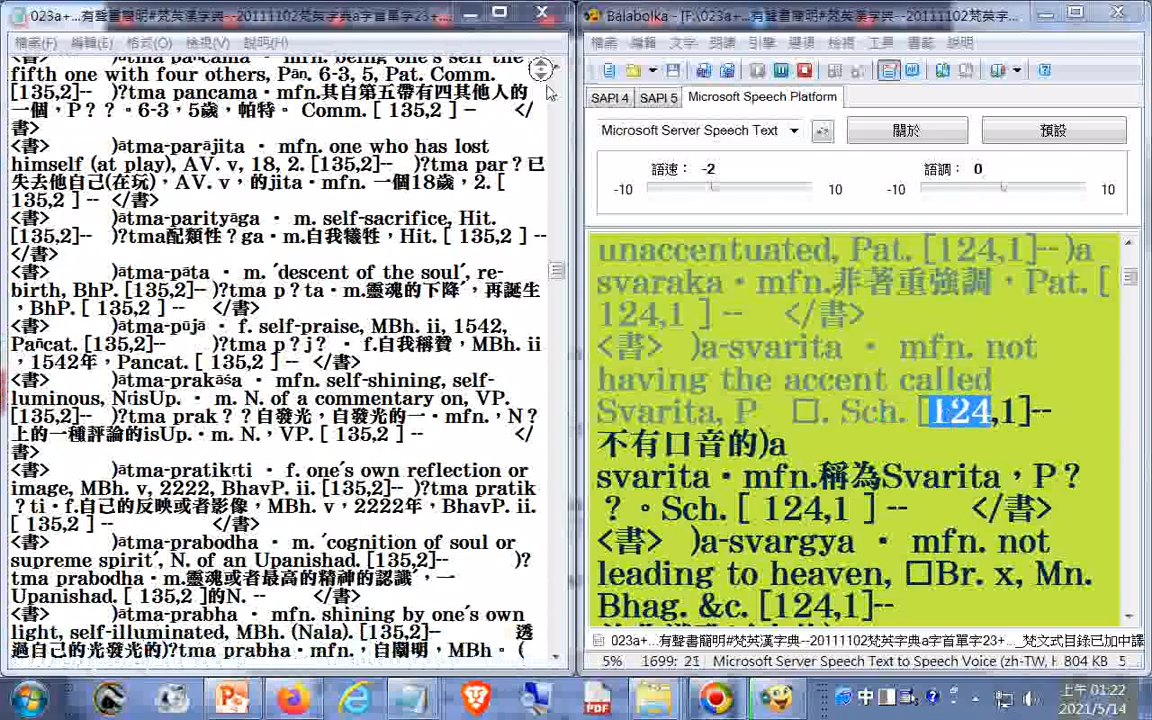 023a+...有聲書簡明#梵英漢字典--20111102梵英字典a字首單字23+...
檔案(F) 編輯(E) 格式(O) 檢視(V) 說明(H)
<書> )ātma-pañcama • mfn. being one's self the
fifth one with four others, Pān. 6-3, 5, Pat. Comm.
[135,2]-- )?tma pancama • mfn.其自第五帶有四其他人的
一個，P？？。6-3，5歲，帕特。 Comm. [ 135,2 ] -- </
書>
<書> )ātma-parājita • mfn. one who has lost
himself (at play), AV. v, 18, 2. [135,2]-- )?tma par？已
失去他自己(在玩)，AV. v，的jita • mfn. 一個18歲，2. [
135,2 ] -- </書>
<書> )ātma-parityāga • m. self-sacrifice, Hit.
[135,2]-- )?tma配類性？ga • m.自我犧牲，Hit. [ 135,2 ] --
</書>
<書> )ātma-pāta • m. 'descent of the soul', re-
birth, BhP. [135,2]-- )?tma p？ta • m.靈魂的下降'，再誕生
，BhP. [ 135,2 ] -- </書>
<書> )ātma-pūjā • f. self-praise, MBh. ii, 1542,
Pañcat. [135,2]-- )?tma p？j？ • f.自我稱贊，MBh. ii
，1542年，Pancat. [ 135,2 ] -- </書>
<書> )ātma-prakāśa • mfn. self-shining, self-
luminous, NṛisUp. • m. N. of a commentary on, VP.
[135,2]-- )?tma prak？？自發光，自發光的一 • mfn.，N？
上的一種評論的isUp. • m. N.，VP. [ 135,2 ] -- </
書>
<書> )ātma-pratikṛti • f. one's own reflection or
image, MBh. v, 2222, BhavP. ii. [135,2]-- )?tma pratik
？ti • f.自己的反映或者影像，MBh. v，2222年，BhavP. ii.
[ 135,2 ] -- </書>
<書> )ātma-prabodha • m. 'cognition of soul or
supreme spirit', N. of an Upanishad. [135,2]-- )?
tma prabodha • m.靈魂或者最高的精神的認識'，一
Upanishad. [ 135,2 ]的N. -- </書>
<書> )ātma-prabha • mfn. shining by one's own
light, self-illuminated, MBh. (Nala). [135,2]-- 透
過自己的光發光的)?tma prabha • mfn.，自闡明，MBh。(
Balabolka - [F:\023a+...有聲書簡明#梵英漢字典--20111102梵英字...
檔案 編輯 文字 朗讀 引擎 選項 檢視 工具 書籤 說明
SAPI 4 SAPI 5 Microsoft Speech Platform
Microsoft Server Speech Text 關於 預設
語速： -2 語調： 0
-10 10 -10 10
unaccentuated, Pat. [124,1]-- )a
svaraka • mfn.非著重強調，Pat. [
124,1 ] -- </書>
<書> )a-svarita • mfn. not
having the accent called
Svarita, P □. Sch. [124,1]--
不有口音的)a
svarita • mfn.稱為Svarita，P？
？。Sch. [ 124,1 ] -- </書>
<書> )a-svargya • mfn. not
leading to heaven, □Br. x, Mn.
Bhag. &c. [124,1]--
023a+...有聲書簡明#梵英漢字典--20111102梵英字典a字首單字23+..._梵文式目錄已加中譯
5% 1699: 21 Microsoft Server Speech Text to Speech Voice (zh-TW, H 804 KB 5
中
上午 01:22
2021/5/14